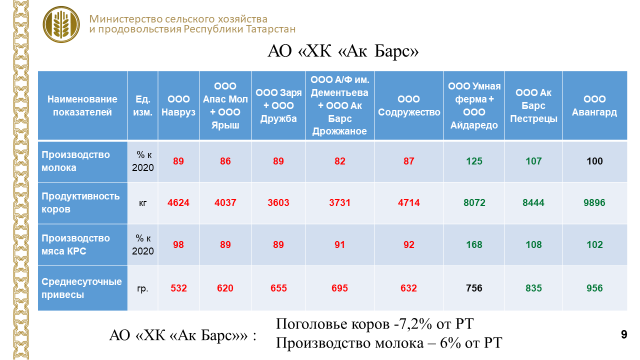 Министерство сельского хозяйства
и продовольствия Республики Татарстан
АО «ХК «Ак Барс»
Наименование показателей | Ед. изм. | ООО Навруз | ООО Апас Мол + ООО Ярыш | ООО Заря + ООО Дружба | ООО А/Ф им. Дементьева + ООО Ак Барс Дрожжаное | ООО Содружество | ООО Умная ферма + ООО Айдаредо | ООО Ак Барс Пестрецы | ООО Авангард
Производство молока | % к 2020 | 89 | 86 | 89 | 82 | 87 | 125 | 107 | 100
Продуктивность коров | кг | 4624 | 4037 | 3603 | 3731 | 4714 | 8072 | 8444 | 9896
Производство мяса КРС | % к 2020 | 98 | 89 | 89 | 91 | 92 | 168 | 108 | 102
Среднесуточные привесы | гр. | 532 | 620 | 655 | 695 | 632 | 756 | 835 | 956
АО «ХК «Ак Барс»» :
Поголовье коров -7,2% от РТ
Производство молока – 6% от РТ
9